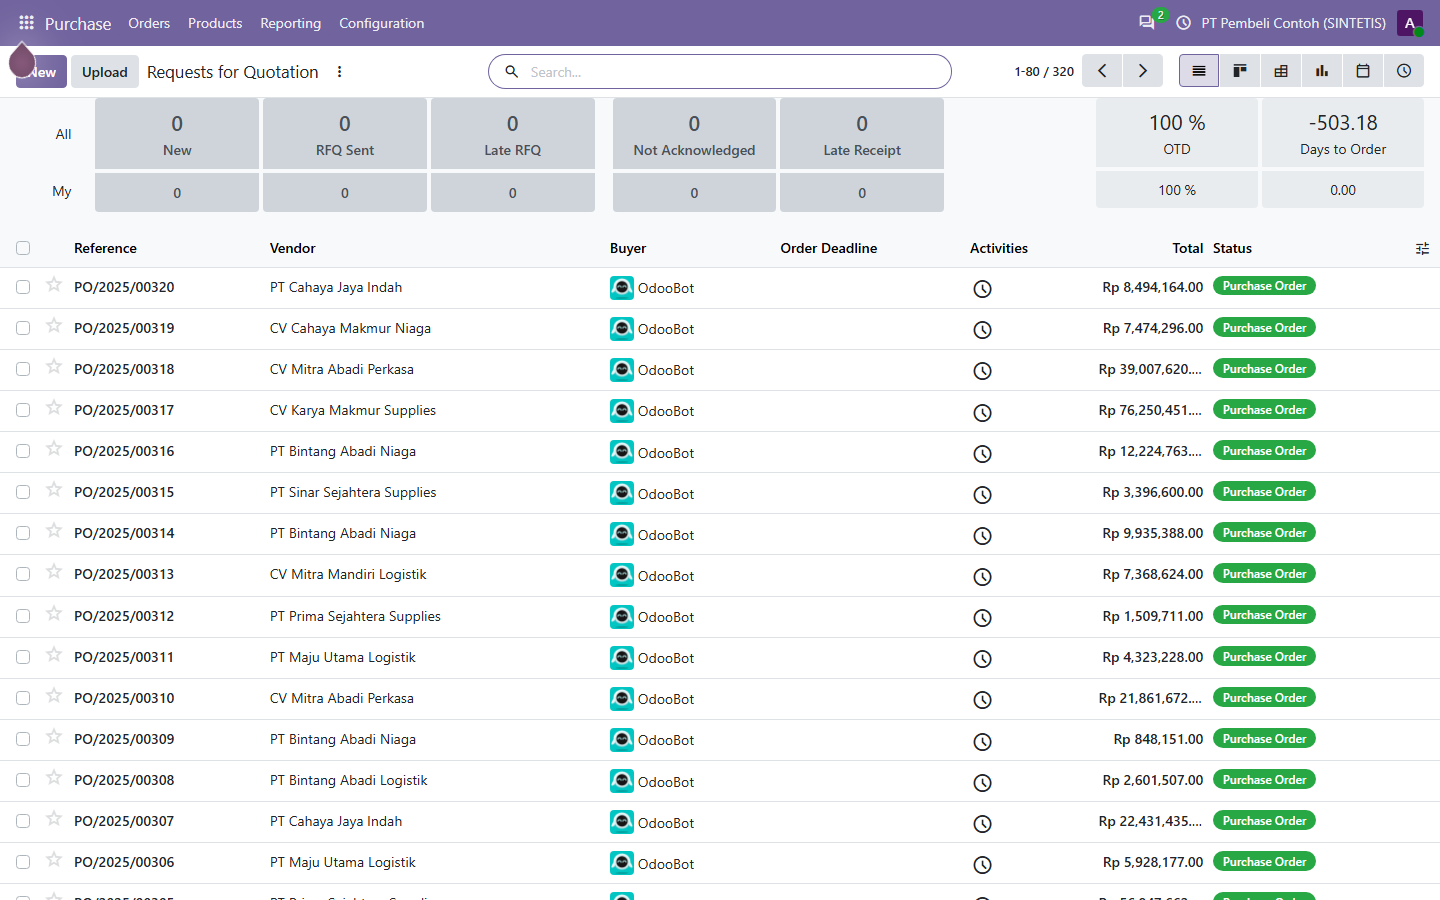 Purchase Orders Products Reporting Configuration 2 PT Pembeli Contoh (SINTETIS) A
New Upload Requests for Quotation Search... 1-80 / 320
All 0 New 0 RFQ Sent 0 Late RFQ 0 Not Acknowledged 0 Late Receipt 100 % OTD -503.18 Days to Order
My 0 0 0 0 0 100 % 0.00
Reference Vendor Buyer Order Deadline Activities Total Status
PO/2025/00320 PT Cahaya Jaya Indah OdooBot Rp 8,494,164.00 Purchase Order
PO/2025/00319 CV Cahaya Makmur Niaga OdooBot Rp 7,474,296.00 Purchase Order
PO/2025/00318 CV Mitra Abadi Perkasa OdooBot Rp 39,007,620.... Purchase Order
PO/2025/00317 CV Karya Makmur Supplies OdooBot Rp 76,250,451.... Purchase Order
PO/2025/00316 PT Bintang Abadi Niaga OdooBot Rp 12,224,763.... Purchase Order
PO/2025/00315 PT Sinar Sejahtera Supplies OdooBot Rp 3,396,600.00 Purchase Order
PO/2025/00314 PT Bintang Abadi Niaga OdooBot Rp 9,935,388.00 Purchase Order
PO/2025/00313 CV Mitra Mandiri Logistik OdooBot Rp 7,368,624.00 Purchase Order
PO/2025/00312 PT Prima Sejahtera Supplies OdooBot Rp 1,509,711.00 Purchase Order
PO/2025/00311 PT Maju Utama Logistik OdooBot Rp 4,323,228.00 Purchase Order
PO/2025/00310 CV Mitra Abadi Perkasa OdooBot Rp 21,861,672.... Purchase Order
PO/2025/00309 PT Bintang Abadi Niaga OdooBot Rp 848,151.00 Purchase Order
PO/2025/00308 PT Bintang Abadi Logistik OdooBot Rp 2,601,507.00 Purchase Order
PO/2025/00307 PT Cahaya Jaya Indah OdooBot Rp 22,431,435.... Purchase Order
PO/2025/00306 PT Maju Utama Logistik OdooBot Rp 5,928,177.00 Purchase Order